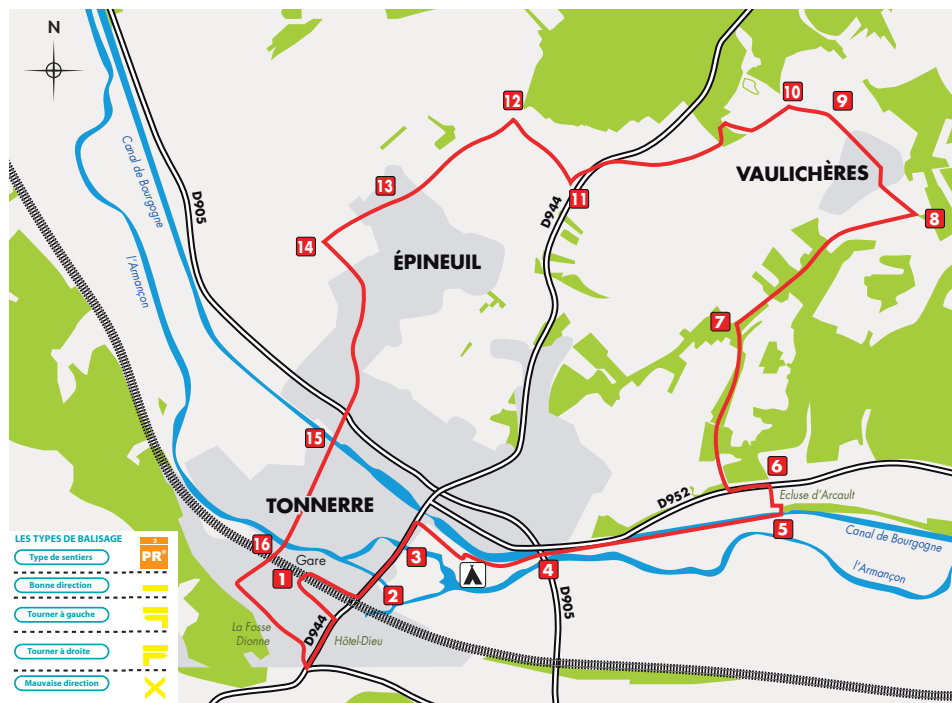 N
12
10
9
Canal de Bourgogne
D905
VAULICHÈRES
13
11
D944
8
14
ÉPINEUIL
l'Armançon
7
15
6
D952
Ecluse d'Arcault
TONNERRE
5
Canal de Bourgogne
16
Gare
3
4
l'Armançon
1
2
D905
La Fosse
Dionne
D944
Hôtel-Dieu
LES TYPES DE BALISAGE
Type de sentiers
3
PR®
Bonne direction
Tourner à gauche
Tourner à droite
Mauvaise direction